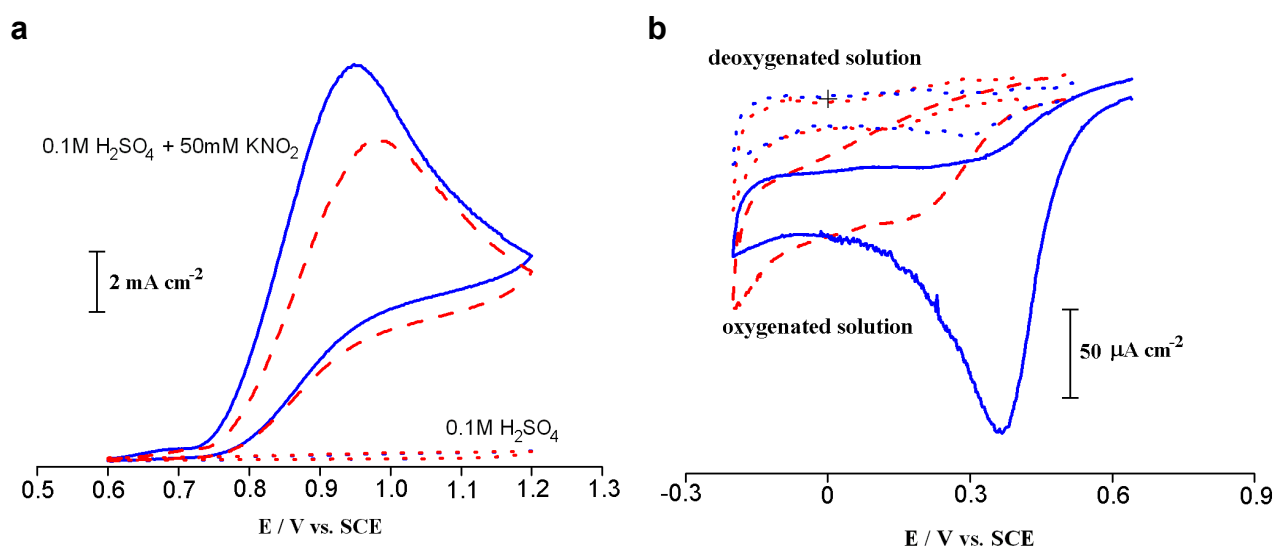 a
0.1M H₂SO₄ + 50mM KNO₂
2 mA cm⁻²
0.1M H₂SO₄
0.5 0.6 0.7 0.8 0.9 1.0 1.1 1.2 1.3
E / V vs. SCE
b
deoxygenated solution
oxygenated solution
50 μA cm⁻²
-0.3 0 0.3 0.6 0.9
E / V vs. SCE